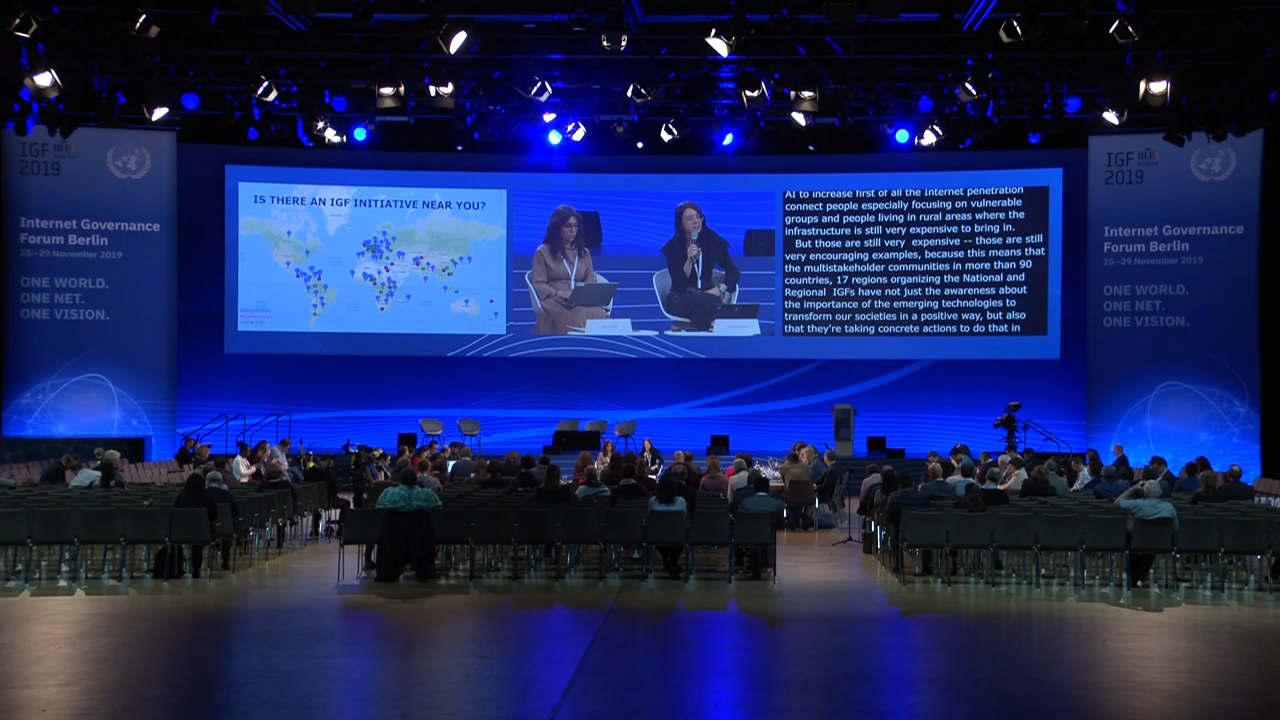 IGF
2019
Internet Governance
Forum Berlin
25–29 November 2019
ONE WORLD.
ONE NET.
ONE VISION.
IS THERE AN IGF INITIATIVE NEAR YOU?
AI to increase first of all the Internet penetration
connect people especially focusing on vulnerable
groups and people living in rural areas where the
infrastructure is still very expensive to bring in.
But those are still very expensive -- those are still
very encouraging examples, because this means that
the multistakeholder communities in more than 90
countries, 17 regions organizing the National and
Regional IGFs have not just the awareness about
the importance of the emerging technologies to
transform our societies in a positive way, but also
that they're taking concrete actions to do that in
IGF
2019
Internet Governance
Forum Berlin
25–29 November 2019
ONE WORLD.
ONE NET.
ONE VISION.